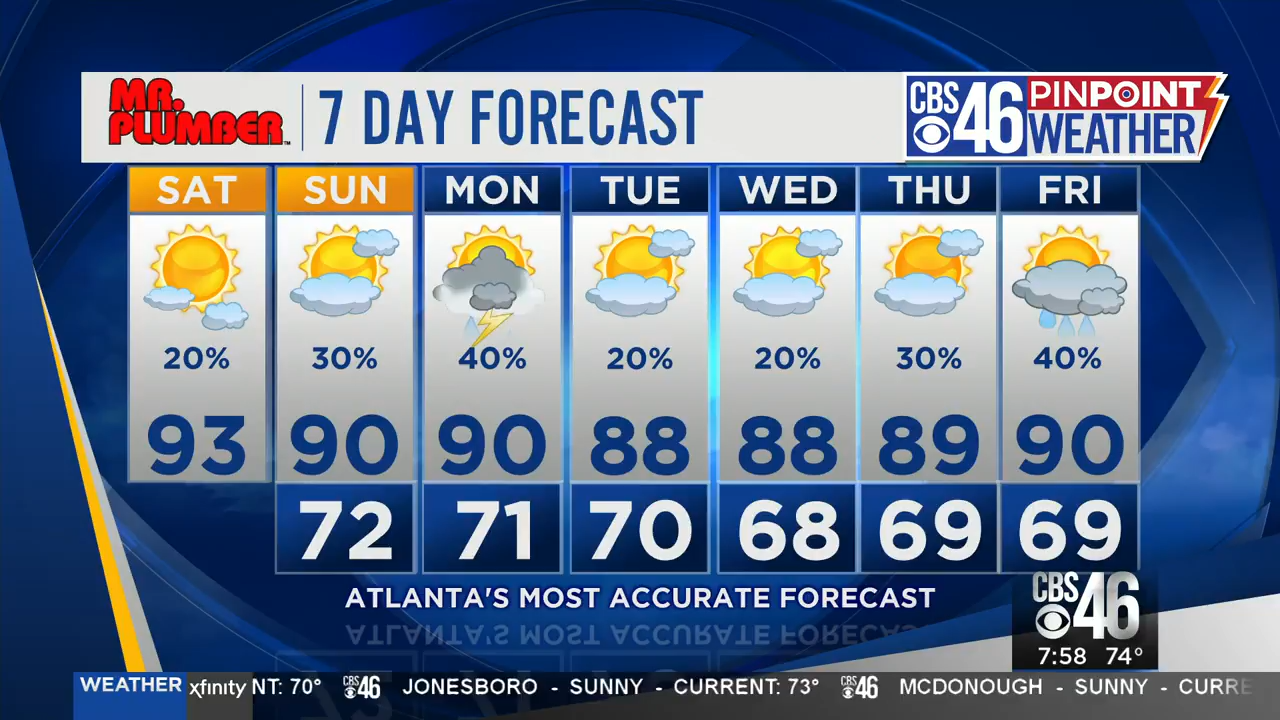 MR. PLUMBER™ 7 DAY FORECAST CBS 46 PINPOINT WEATHER
SAT SUN MON TUE WED THU FRI
20% 30% 40% 20% 20% 30% 40%
93 90 90 88 88 89 90
72 71 70 68 69 69
ATLANTA'S MOST ACCURATE FORECAST
CBS 46
7:58 74°
WEATHER xfinity NT: 70° CBS 46 JONESBORO - SUNNY - CURRENT: 73° CBS 46 MCDONOUGH - SUNNY - CURRE